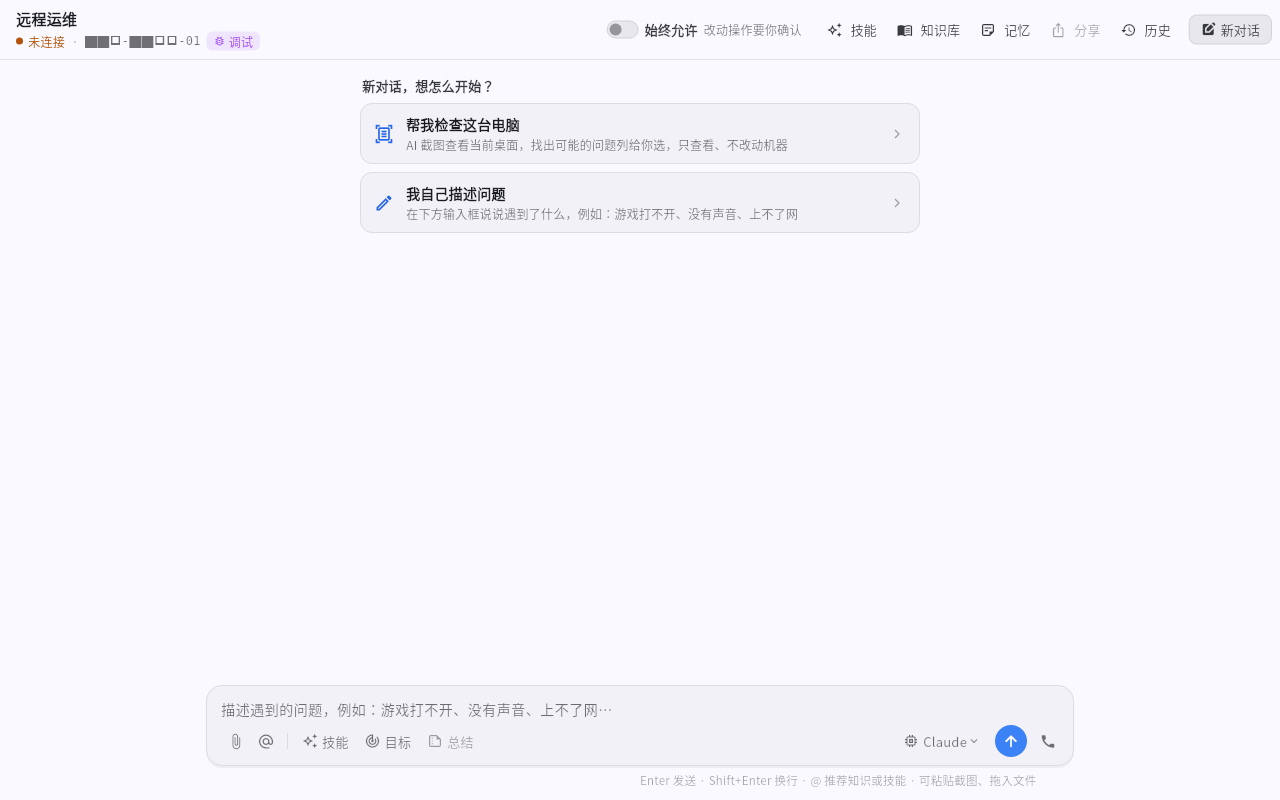 远程运维
未连接 · ■■□-■■□□-01 调试
始终允许 改动操作要你确认 技能 知识库 记忆 分享 历史 新对话
新对话，想怎么开始？
帮我检查这台电脑
AI 截图查看当前桌面，找出可能的问题列给你选，只查看、不改动机器
我自己描述问题
在下方输入框说说遇到了什么，例如：游戏打不开、没有声音、上不了网
描述遇到的问题，例如：游戏打不开、没有声音、上不了网…
技能 目标 总结 Claude
Enter 发送 · Shift+Enter 换行 · @ 推荐知识或技能 · 可粘贴截图、拖入文件